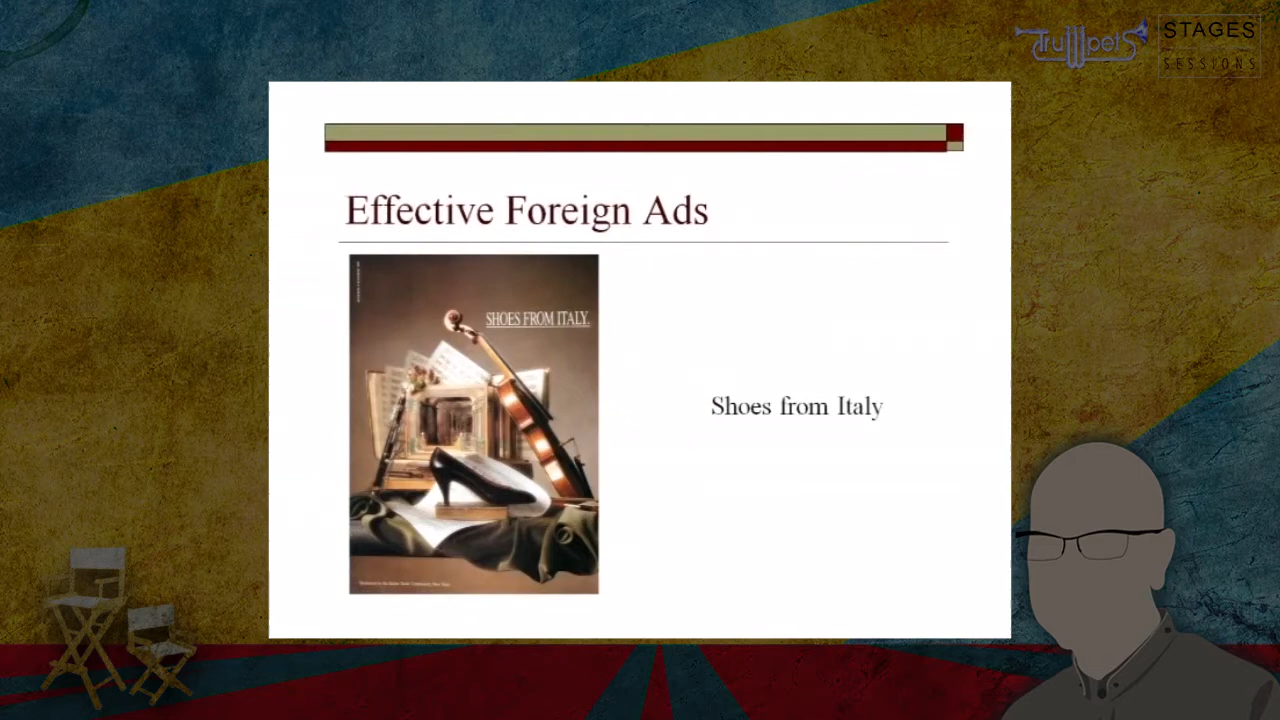 TruMpetS
STAGES
SESSIONS
Effective Foreign Ads
SHOES FROM ITALY.
Shoes from Italy